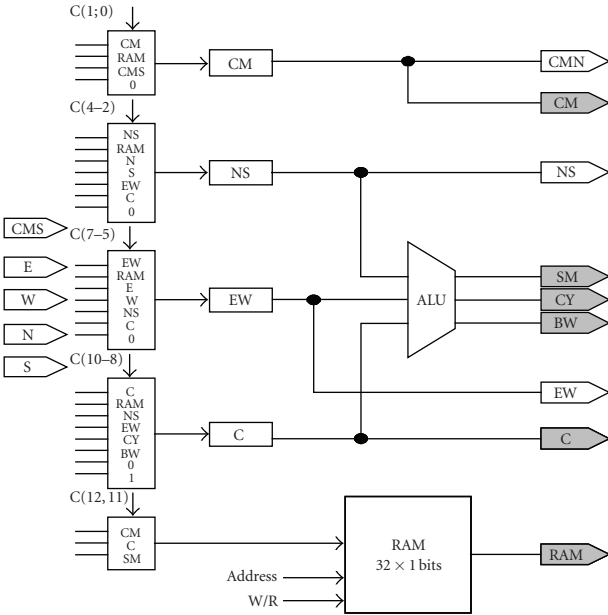 C(1;0)
CM
RAM
CMS
0
CM
CMN
CM
C(4–2)
NS
RAM
N
S
EW
C
0
NS
NS
CMS
E
W
N
S
C(7–5)
EW
RAM
E
W
NS
C
0
EW
ALU
SM
CY
BW
EW
C(10–8)
C
RAM
NS
EW
CY
BW
0
1
C
C
C(12,11)
CM
C
SM
RAM
32 × 1 bits
RAM
Address
W/R